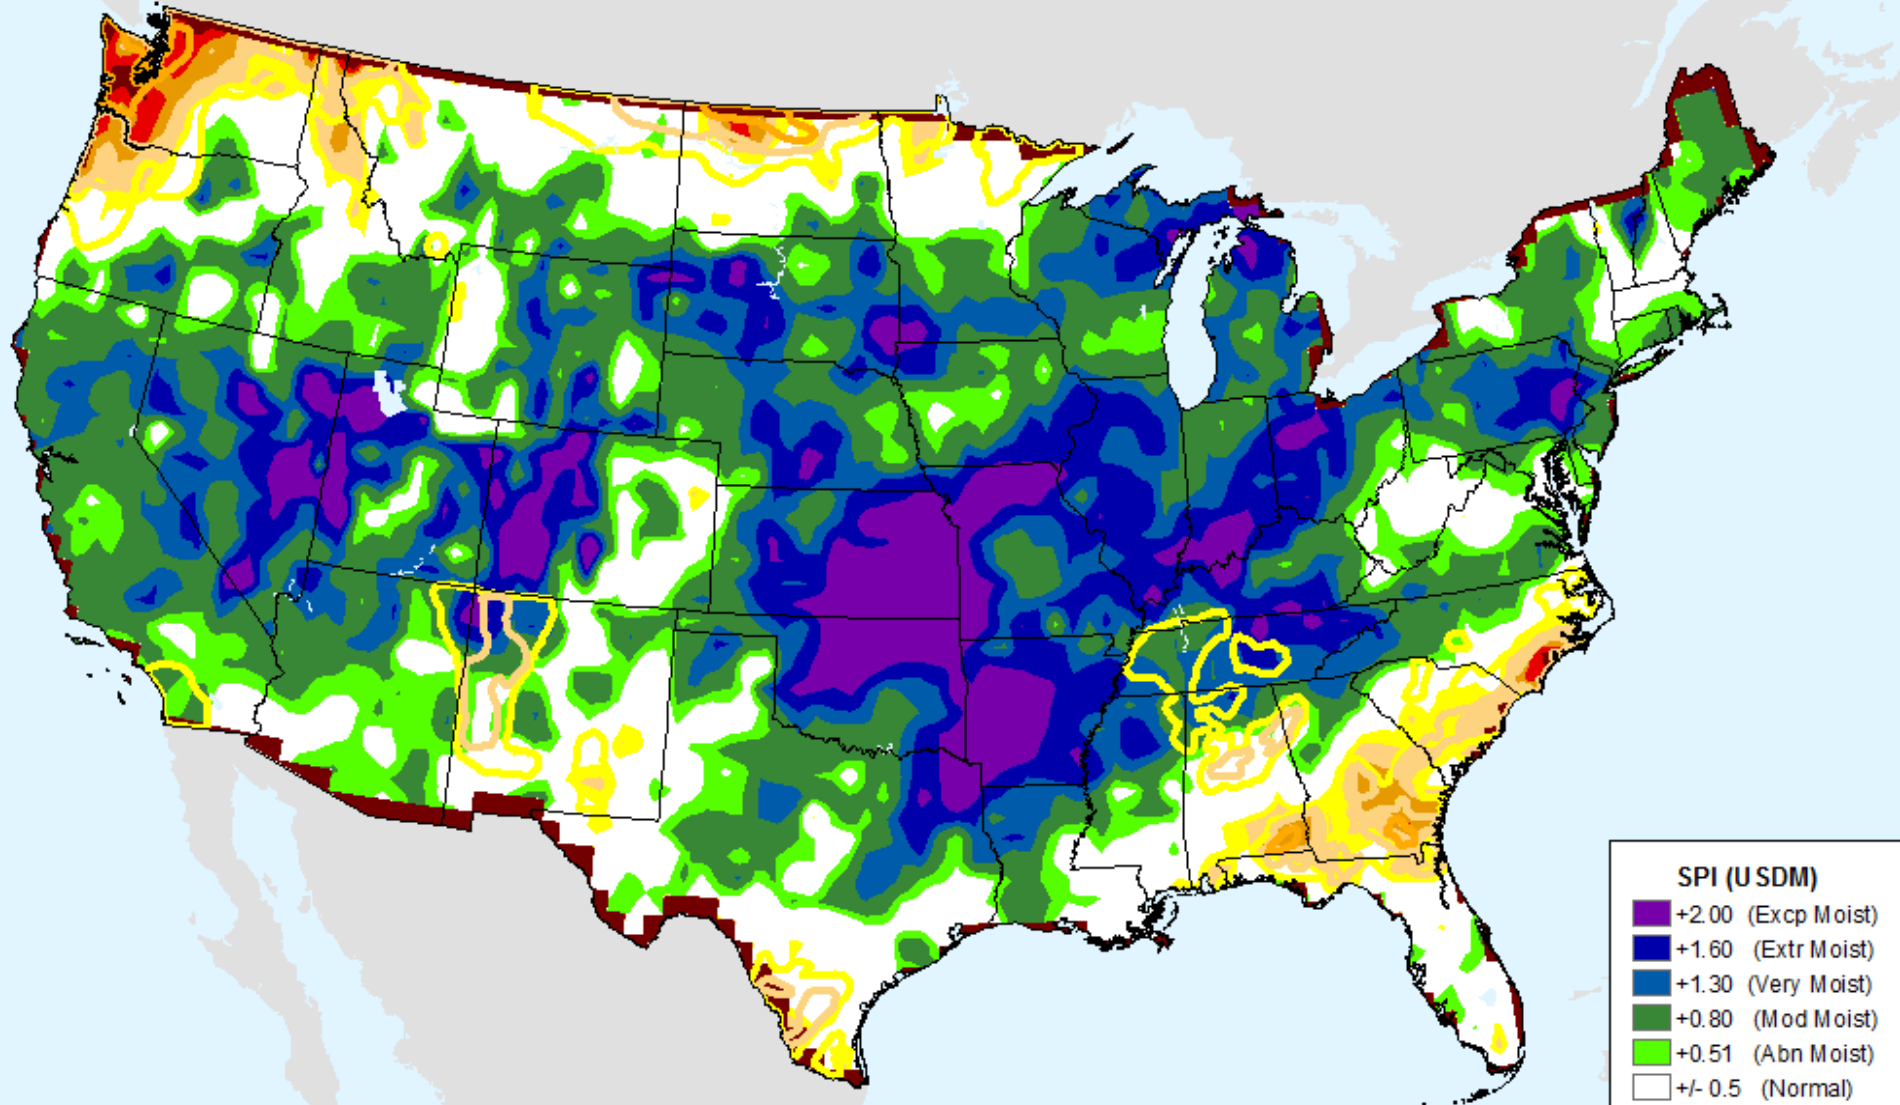 SPI (USDM)
+2.00 (Excp Moist)
+1.60 (Extr Moist)
+1.30 (Very Moist)
+0.80 (Mod Moist)
+0.51 (Abn Moist)
+/- 0.5 (Normal)